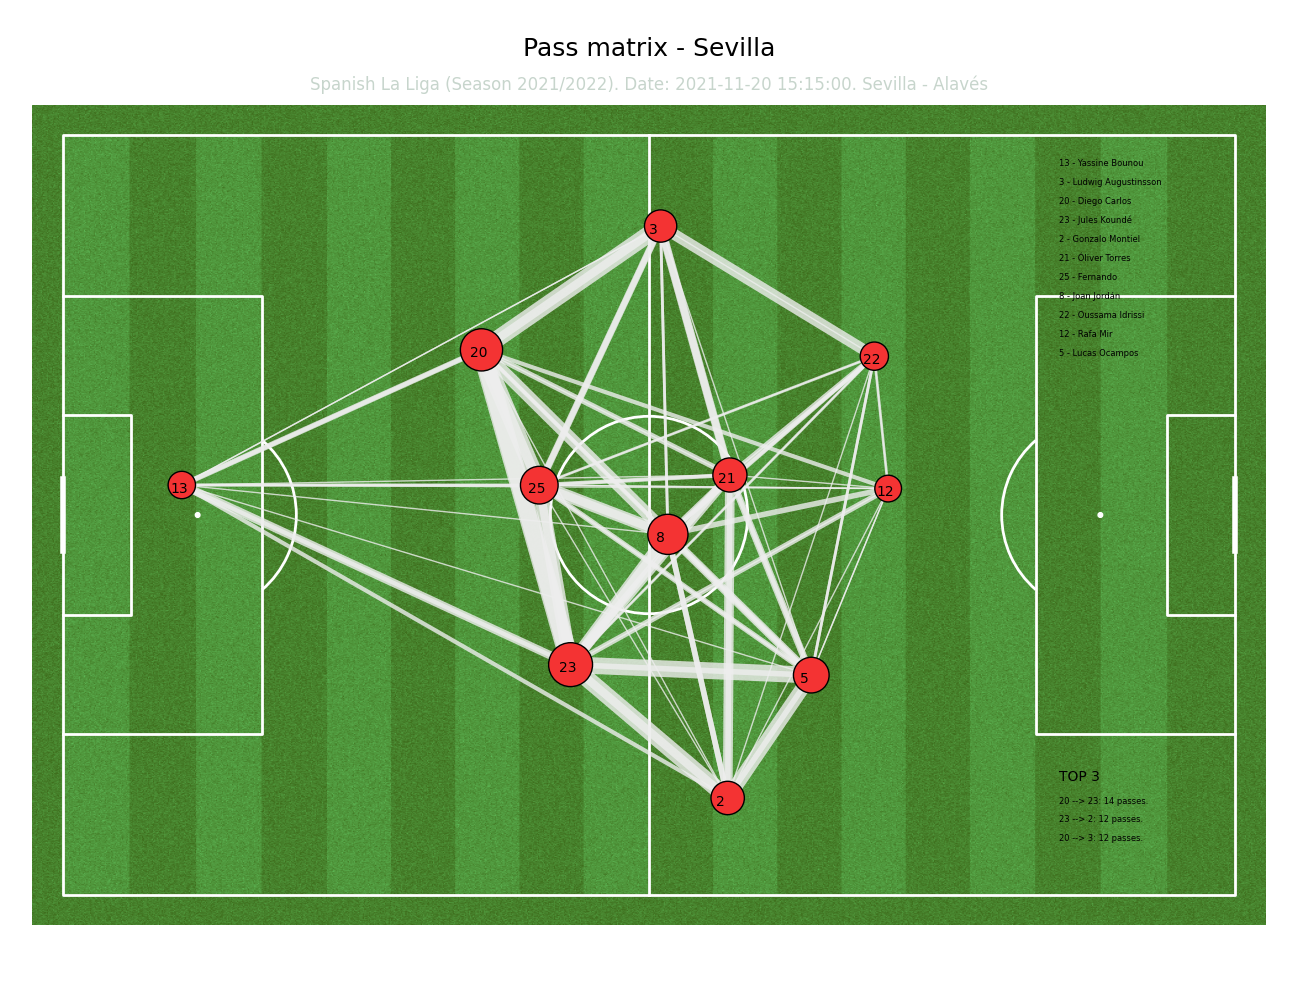 Pass matrix - Sevilla
Spanish La Liga (Season 2021/2022). Date: 2021-11-20 15:15:00. Sevilla - Alavés
13 - Yassine Bounou
3 - Ludwig Augustinsson
20 - Diego Carlos
23 - Jules Koundé
2 - Gonzalo Montiel
21 - Óliver Torres
25 - Fernando
8 - Joan Jordán
22 - Oussama Idrissi
12 - Rafa Mir
5 - Lucas Ocampos
3
20
22
21
13
25
12
8
23
5
2
TOP 3
20 --> 23: 14 passes.
23 --> 2: 12 passes.
20 --> 3: 12 passes.